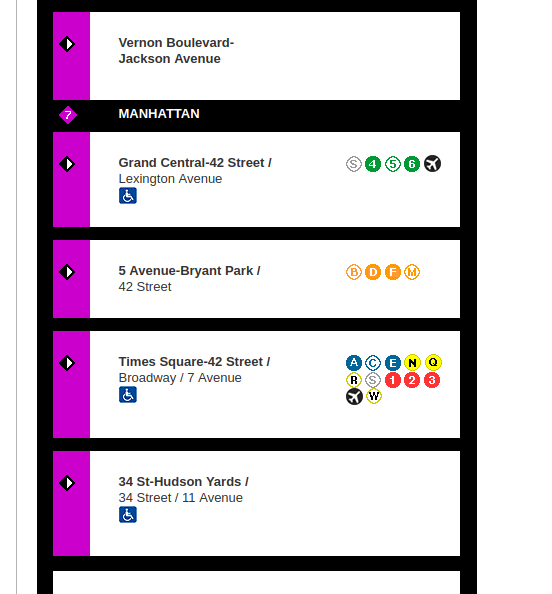 Vernon Boulevard-
Jackson Avenue
7 MANHATTAN
Grand Central-42 Street / S 4 5 6
Lexington Avenue
5 Avenue-Bryant Park / B D F M
42 Street
Times Square-42 Street / A C E N Q
Broadway / 7 Avenue R S 1 2 3
W
34 St-Hudson Yards /
34 Street / 11 Avenue